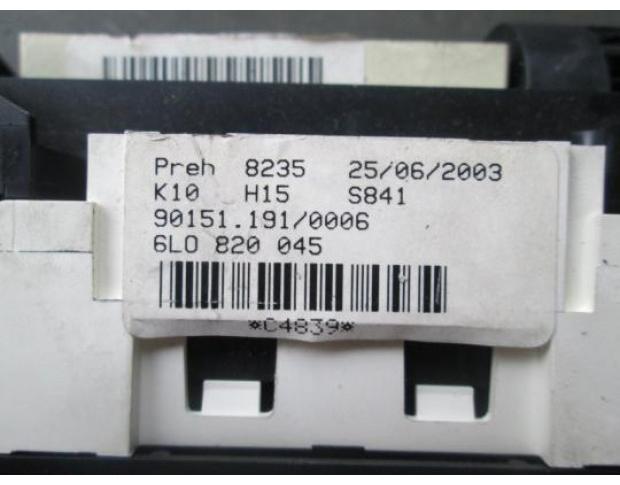 Preh 8235 25/06/2003
K10 H15 S841
90151.191/0006
6L0 820 045
*C4839*